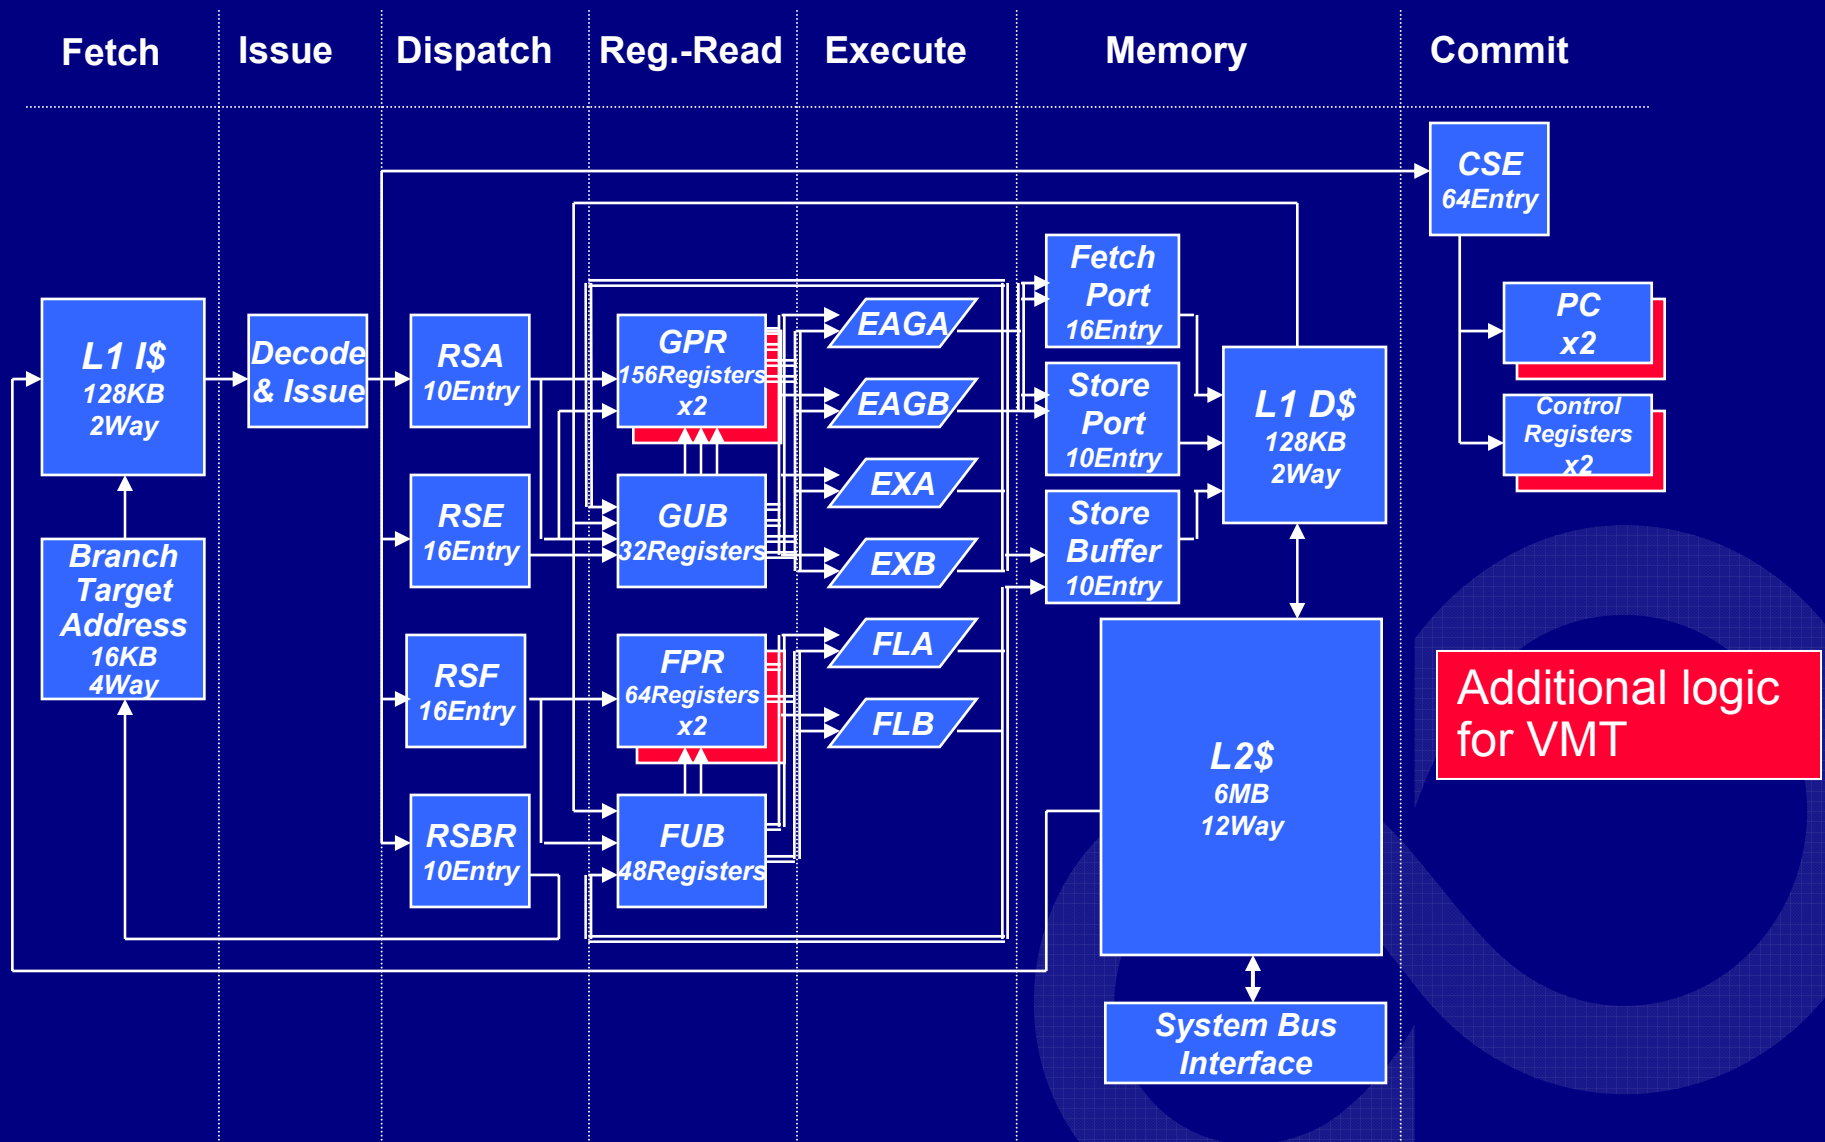 Fetch
Issue
Dispatch
Reg.-Read
Execute
Memory
Commit
L1 I$
128KB
2Way
Branch
Target
Address
16KB
4Way
Decode
& Issue
RSA
10Entry
RSE
16Entry
RSF
16Entry
RSBR
10Entry
GPR
156Registers
x2
GUB
32Registers
FPR
64Registers
x2
FUB
48Registers
EAGA
EAGB
EXA
EXB
FLA
FLB
Fetch
Port
16Entry
Store
Port
10Entry
Store
Buffer
10Entry
L1 D$
128KB
2Way
L2$
6MB
12Way
System Bus
Interface
CSE
64Entry
PC
x2
Control
Registers
x2
Additional logic
for VMT